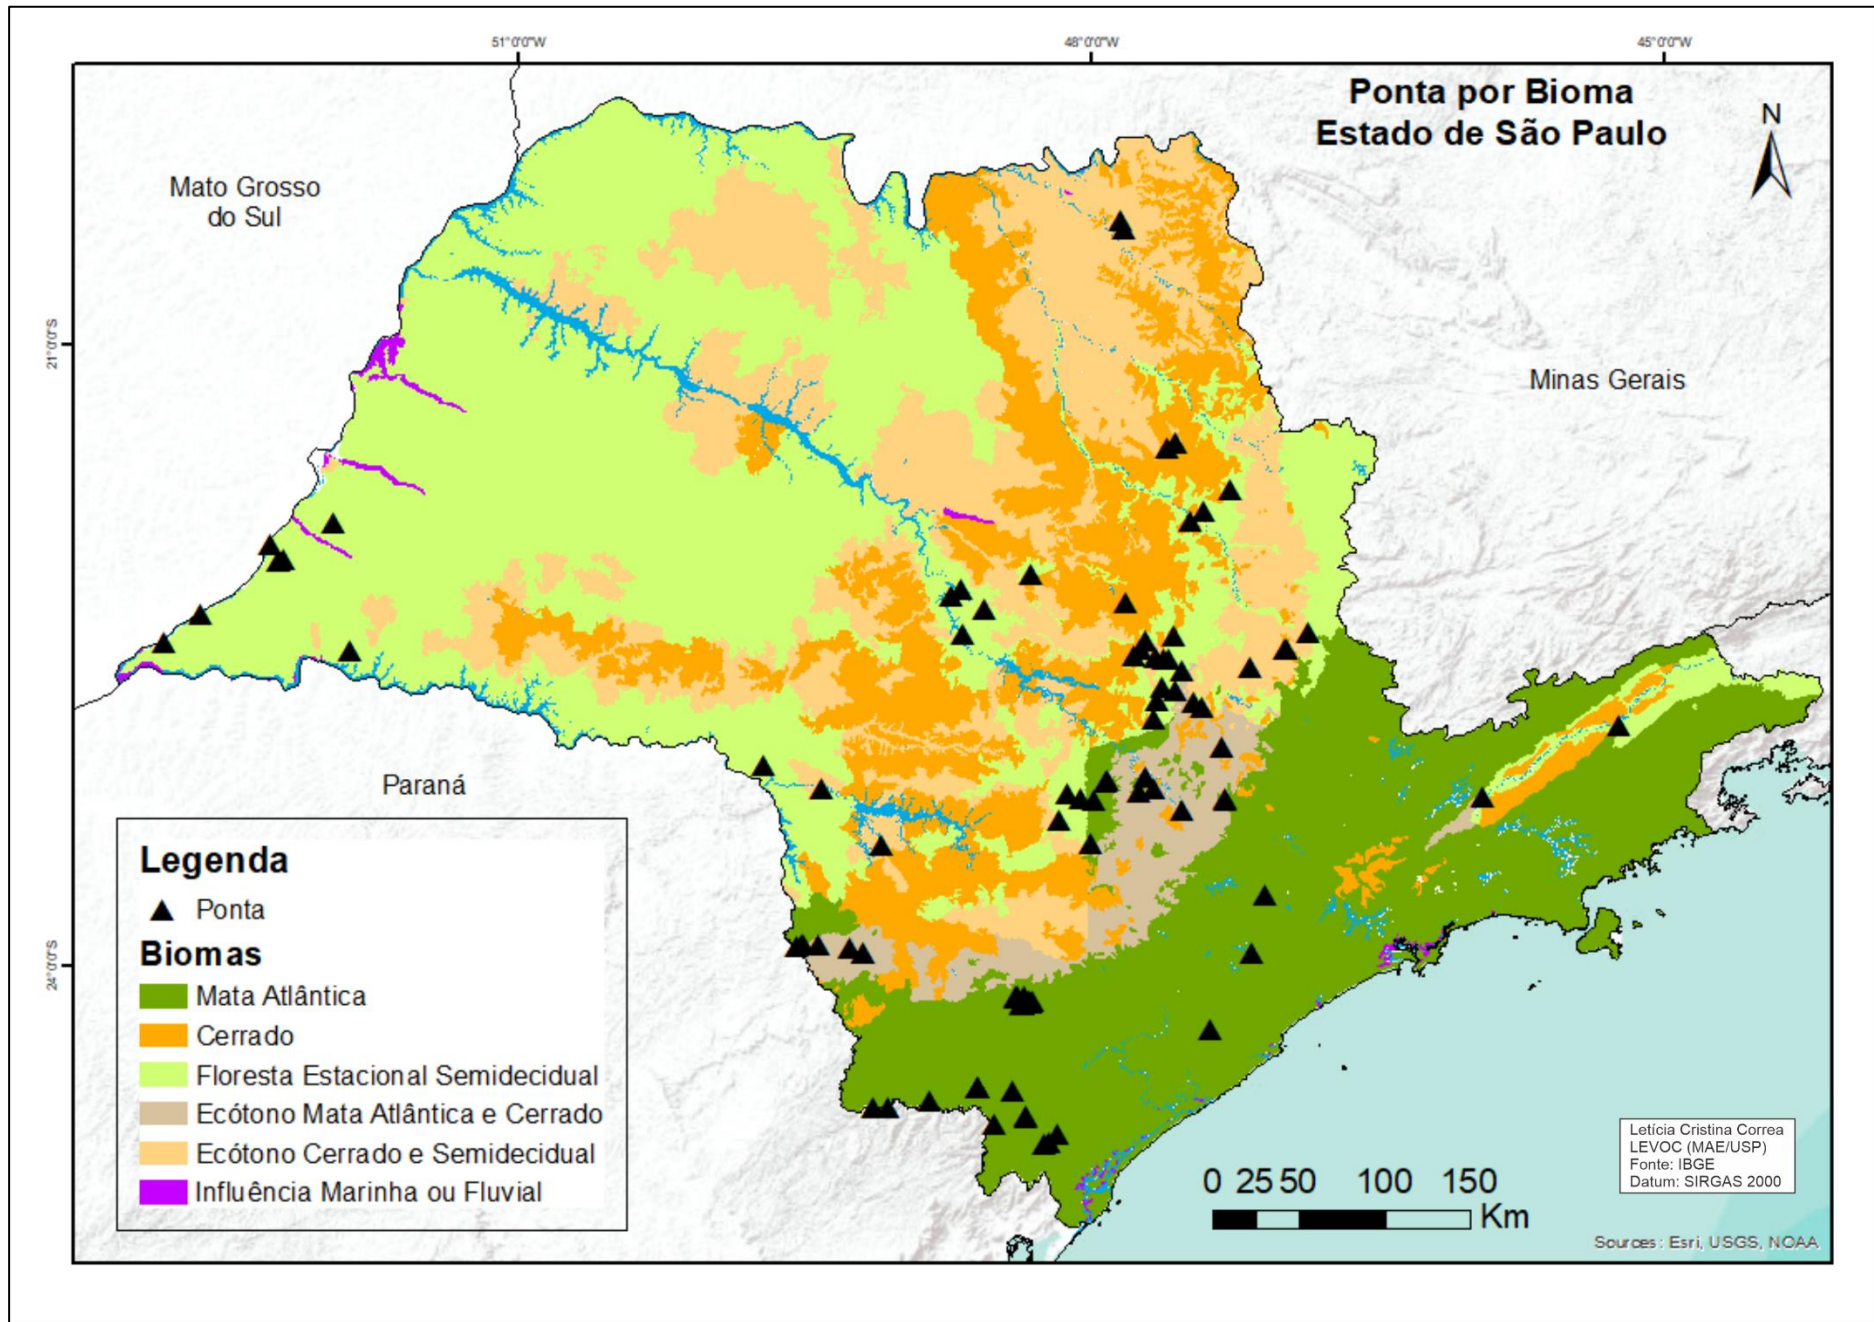 51°0'0"W
48°0'0"W
45°0'0"W
Ponta por Bioma
Estado de São Paulo
N
Mato Grosso
do Sul
21°0'0"S
Minas Gerais
Paraná
24°0'0"S
Legenda
Ponta
Biomas
Mata Atlântica
Cerrado
Floresta Estacional Semidecidual
Ecótono Mata Atlântica e Cerrado
Ecótono Cerrado e Semidecidual
Influência Marinha ou Fluvial
0 25 50 100 150
Km
Letícia Cristina Correa
LEVOC (MAE/USP)
Fonte: IBGE
Datum: SIRGAS 2000
Sources: Esri, USGS, NOAA